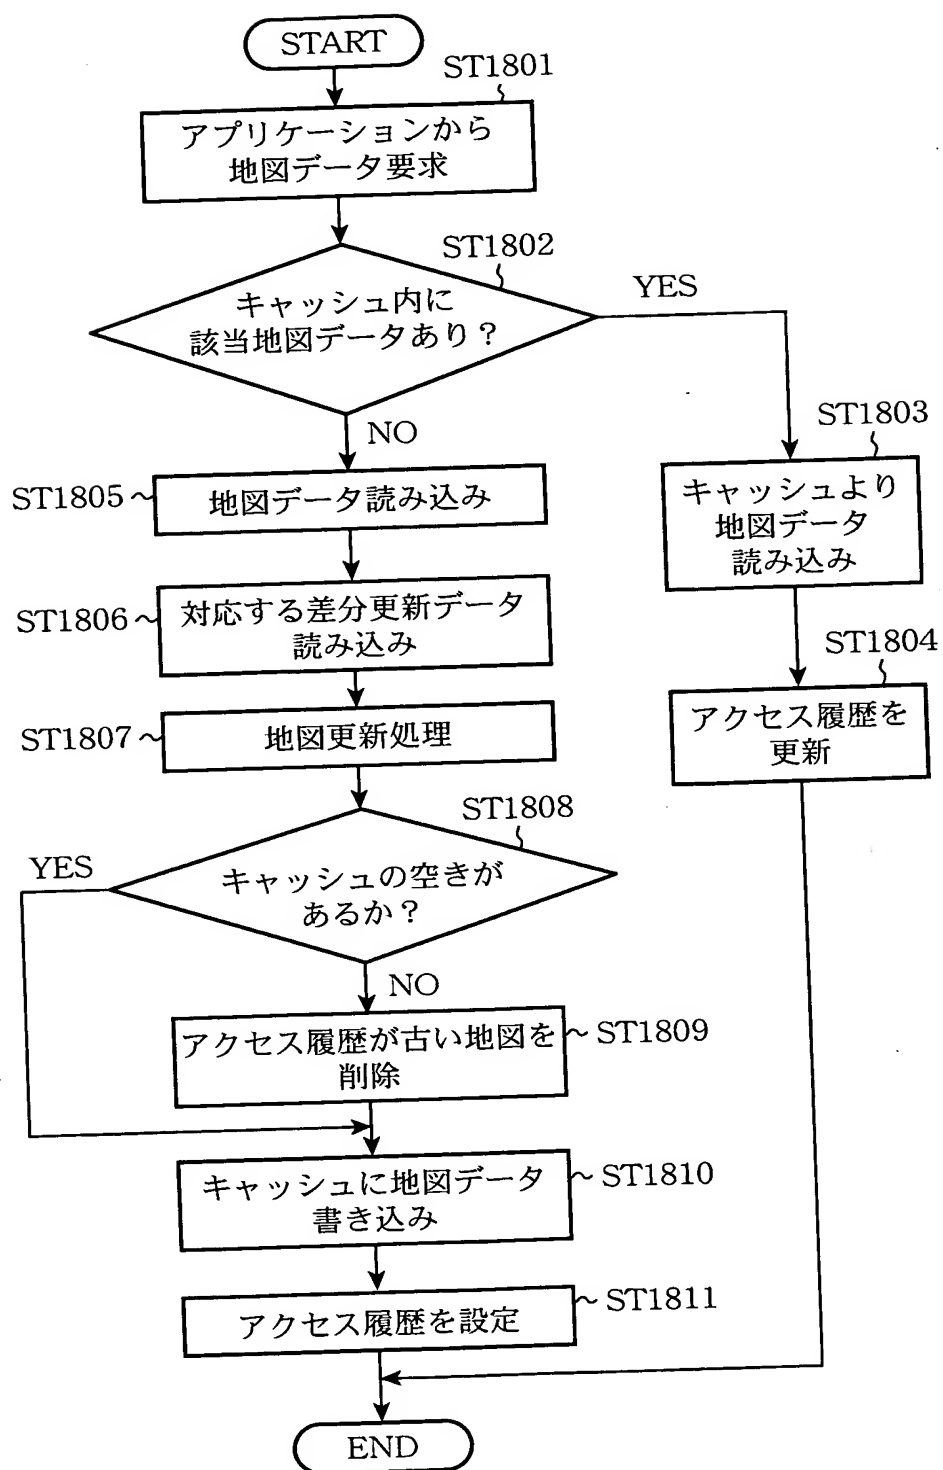 START
ST1801
アプリケーションから
地図データ要求
ST1802
キャッシュ内に
該当地図データあり？
YES
NO
ST1803
キャッシュより
地図データ
読み込み
ST1804
アクセス履歴を
更新
ST1805
地図データ読み込み
ST1806
対応する差分更新データ
読み込み
ST1807
地図更新処理
ST1808
キャッシュの空きが
あるか？
YES
NO
ST1809
アクセス履歴が古い地図を
削除
ST1810
キャッシュに地図データ
書き込み
ST1811
アクセス履歴を設定
END